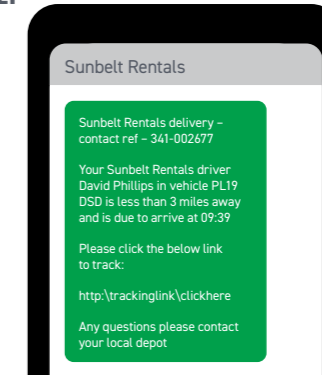 Sunbelt Rentals
Sunbelt Rentals delivery –
contact ref – 341-002677
Your Sunbelt Rentals driver
David Phillips in vehicle PL19
DSD is less than 3 miles away
and is due to arrive at 09:39
Please click the below link
to track:
http:\trackinglink\clickhere
Any questions please contact
your local depot